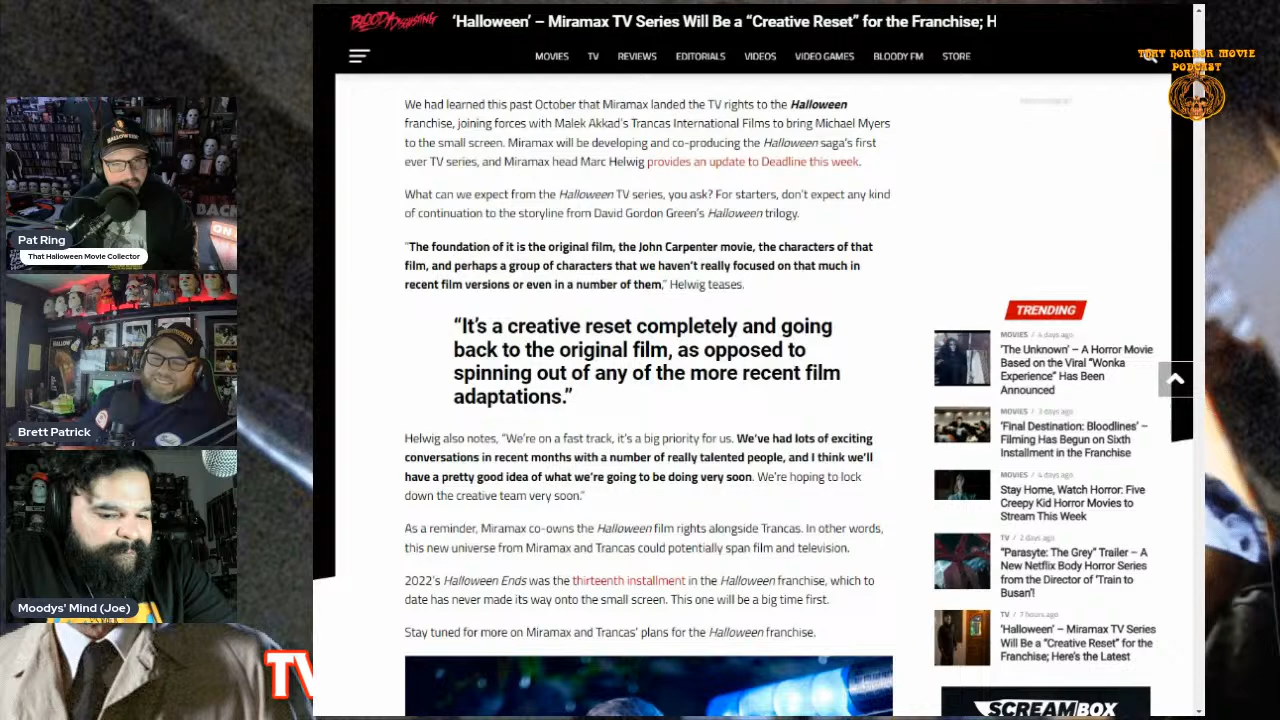 BLOODY DISGUSTING
‘Halloween’ – Miramax TV Series Will Be a “Creative Reset” for the Franchise; H
MOVIES TV REVIEWS EDITORIALS VIDEOS VIDEO GAMES BLOODY FM STORE
THAT HORROR MOVIE
PODCAST
We had learned this past October that Miramax landed the TV rights to the Halloween
franchise, joining forces with Malek Akkad’s Trancas International Films to bring Michael Myers
to the small screen. Miramax will be developing and co-producing the Halloween saga’s first
ever TV series, and Miramax head Marc Helwig provides an update to Deadline this week.
What can we expect from the Halloween TV series, you ask? For starters, don’t expect any kind
of continuation to the storyline from David Gordon Green’s Halloween trilogy.
“The foundation of it is the original film, the John Carpenter movie, the characters of that
film, and perhaps a group of characters that we haven’t really focused on that much in
recent film versions or even in a number of them,” Helwig teases.
“It’s a creative reset completely and going
back to the original film, as opposed to
spinning out of any of the more recent film
adaptations.”
Helwig also notes, “We’re on a fast track, it’s a big priority for us. We’ve had lots of exciting
conversations in recent months with a number of really talented people, and I think we’ll
have a pretty good idea of what we’re going to be doing very soon. We’re hoping to lock
down the creative team very soon.”
As a reminder, Miramax co-owns the Halloween film rights alongside Trancas. In other words,
this new universe from Miramax and Trancas could potentially span film and television.
2022’s Halloween Ends was the thirteenth installment in the Halloween franchise, which to
date has never made its way onto the small screen. This one will be a big time first.
Stay tuned for more on Miramax and Trancas’ plans for the Halloween franchise.
TRENDING
MOVIES / 4 days ago
‘The Unknown’ – A Horror Movie
Based on the Viral “Wonka
Experience” Has Been
Announced
MOVIES / 3 days ago
‘Final Destination: Bloodlines’ –
Filming Has Begun on Sixth
Installment in the Franchise
MOVIES / 4 days ago
Stay Home, Watch Horror: Five
Creepy Kid Horror Movies to
Stream This Week
TV / 2 days ago
“Parasyte: The Grey” Trailer – A
New Netflix Body Horror Series
from the Director of ‘Train to
Busan’!
TV / 7 hours ago
‘Halloween’ – Miramax TV Series
Will Be a “Creative Reset” for the
Franchise; Here’s the Latest
SCREAMBOX
Pat Ring
That Halloween Movie Collector
BACK
ON
Brett Patrick
Moodys' Mind (Joe)
TV